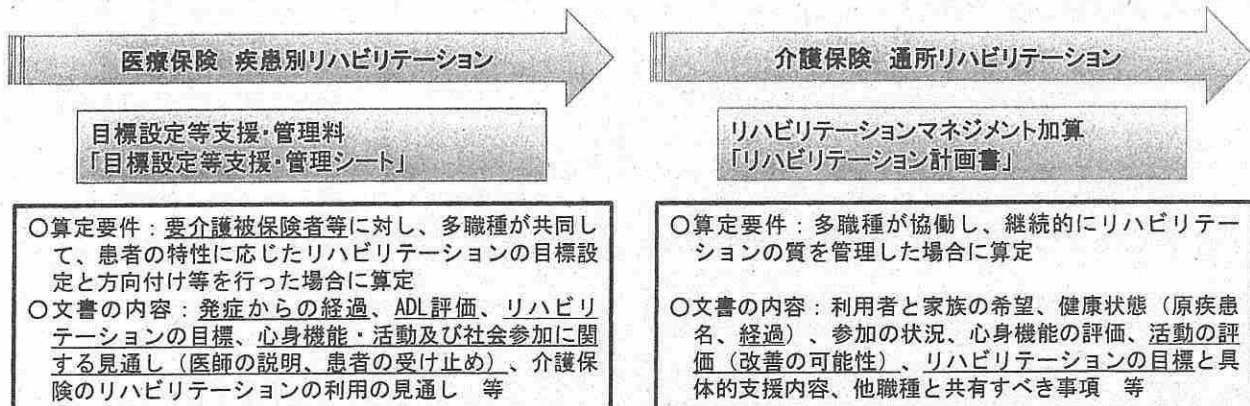 医療保険 疾患別リハビリテーション
目標設定等支援・管理料
「目標設定等支援・管理シート」
○算定要件：要介護被保険者等に対し、多職種が共同し
て、患者の特性に応じたリハビリテーションの目標設
定と方向付け等を行った場合に算定
○文書の内容：発症からの経過、ADL評価、リハビリ
テーションの目標、心身機能・活動及び社会参加に関
する見通し（医師の説明、患者の受け止め）、介護保
険のリハビリテーションの利用の見通し 等
介護保険 通所リハビリテーション
リハビリテーションマネジメント加算
「リハビリテーション計画書」
○算定要件：多職種が協働し、継続的にリハビリテー
ションの質を管理した場合に算定
○文書の内容：利用者と家族の希望、健康状態（原疾患
名、経過）、参加の状況、心身機能の評価、活動の評
価（改善の可能性）、リハビリテーションの目標と具
体的支援内容、他職種と共有すべき事項 等